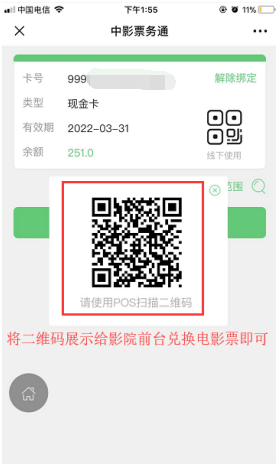 中国电信 下午1:55 11%
中影票务通
卡号 999 解除绑定
类型 现金卡
有效期 2022-03-31
余额 251.0
线下使用
范围
请使用POS扫描二维码
将二维码展示给影院前台兑换电影票即可